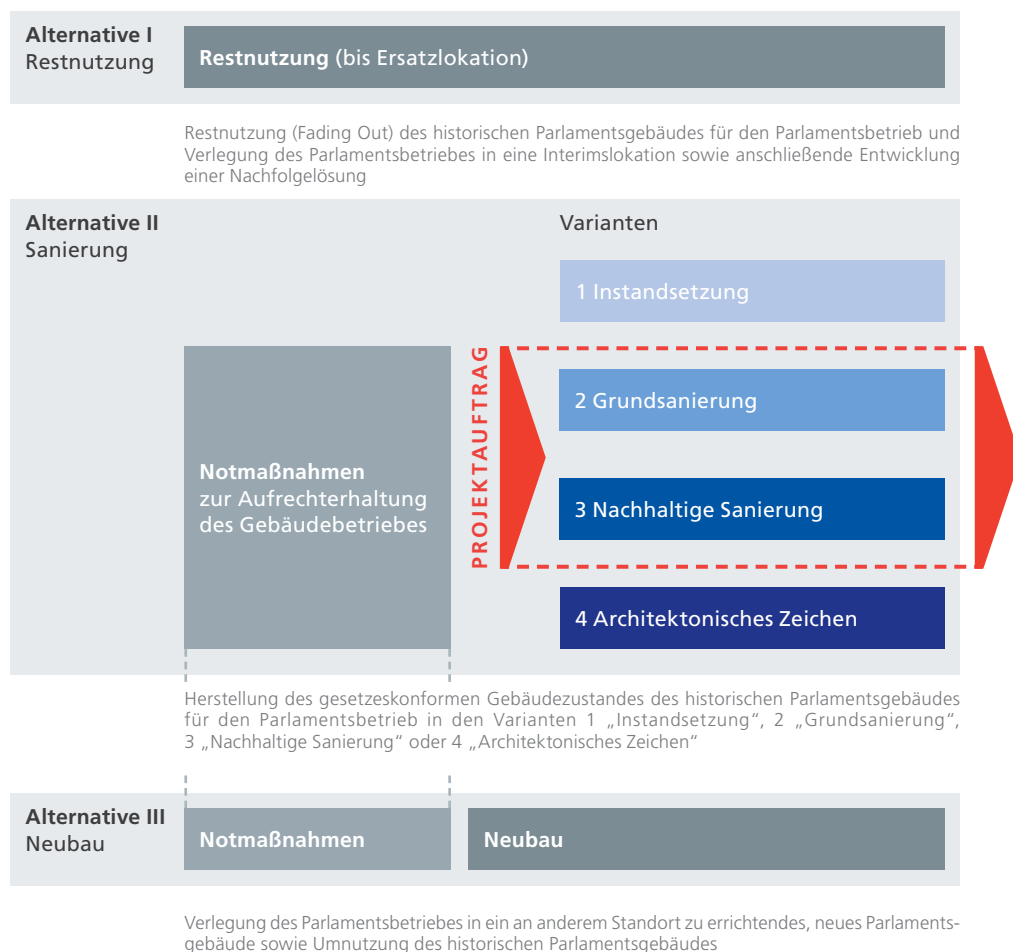 Alternative I
Restnutzung
Restnutzung (bis Ersatzlokation)
Restnutzung (Fading Out) des historischen Parlamentsgebäudes für den Parlamentsbetrieb und
Verlegung des Parlamentsbetriebes in eine Interimslokation sowie anschließende Entwicklung
einer Nachfolgelösung
Alternative II
Sanierung
Varianten
1 Instandsetzung
PROJEKTAUFTRAG
2 Grundsanierung
Notmaßnahmen
zur Aufrechterhaltung
des Gebäudebetriebes
3 Nachhaltige Sanierung
4 Architektonisches Zeichen
Herstellung des gesetzeskonformen Gebäudezustandes des historischen Parlamentsgebäudes
für den Parlamentsbetrieb in den Varianten 1 „Instandsetzung“, 2 „Grundsanierung“,
3 „Nachhaltige Sanierung“ oder 4 „Architektonisches Zeichen“
Alternative III
Neubau
Notmaßnahmen
Neubau
Verlegung des Parlamentsbetriebes in ein an anderem Standort zu errichtendes, neues Parlaments-
gebäude sowie Umnutzung des historischen Parlamentsgebäudes